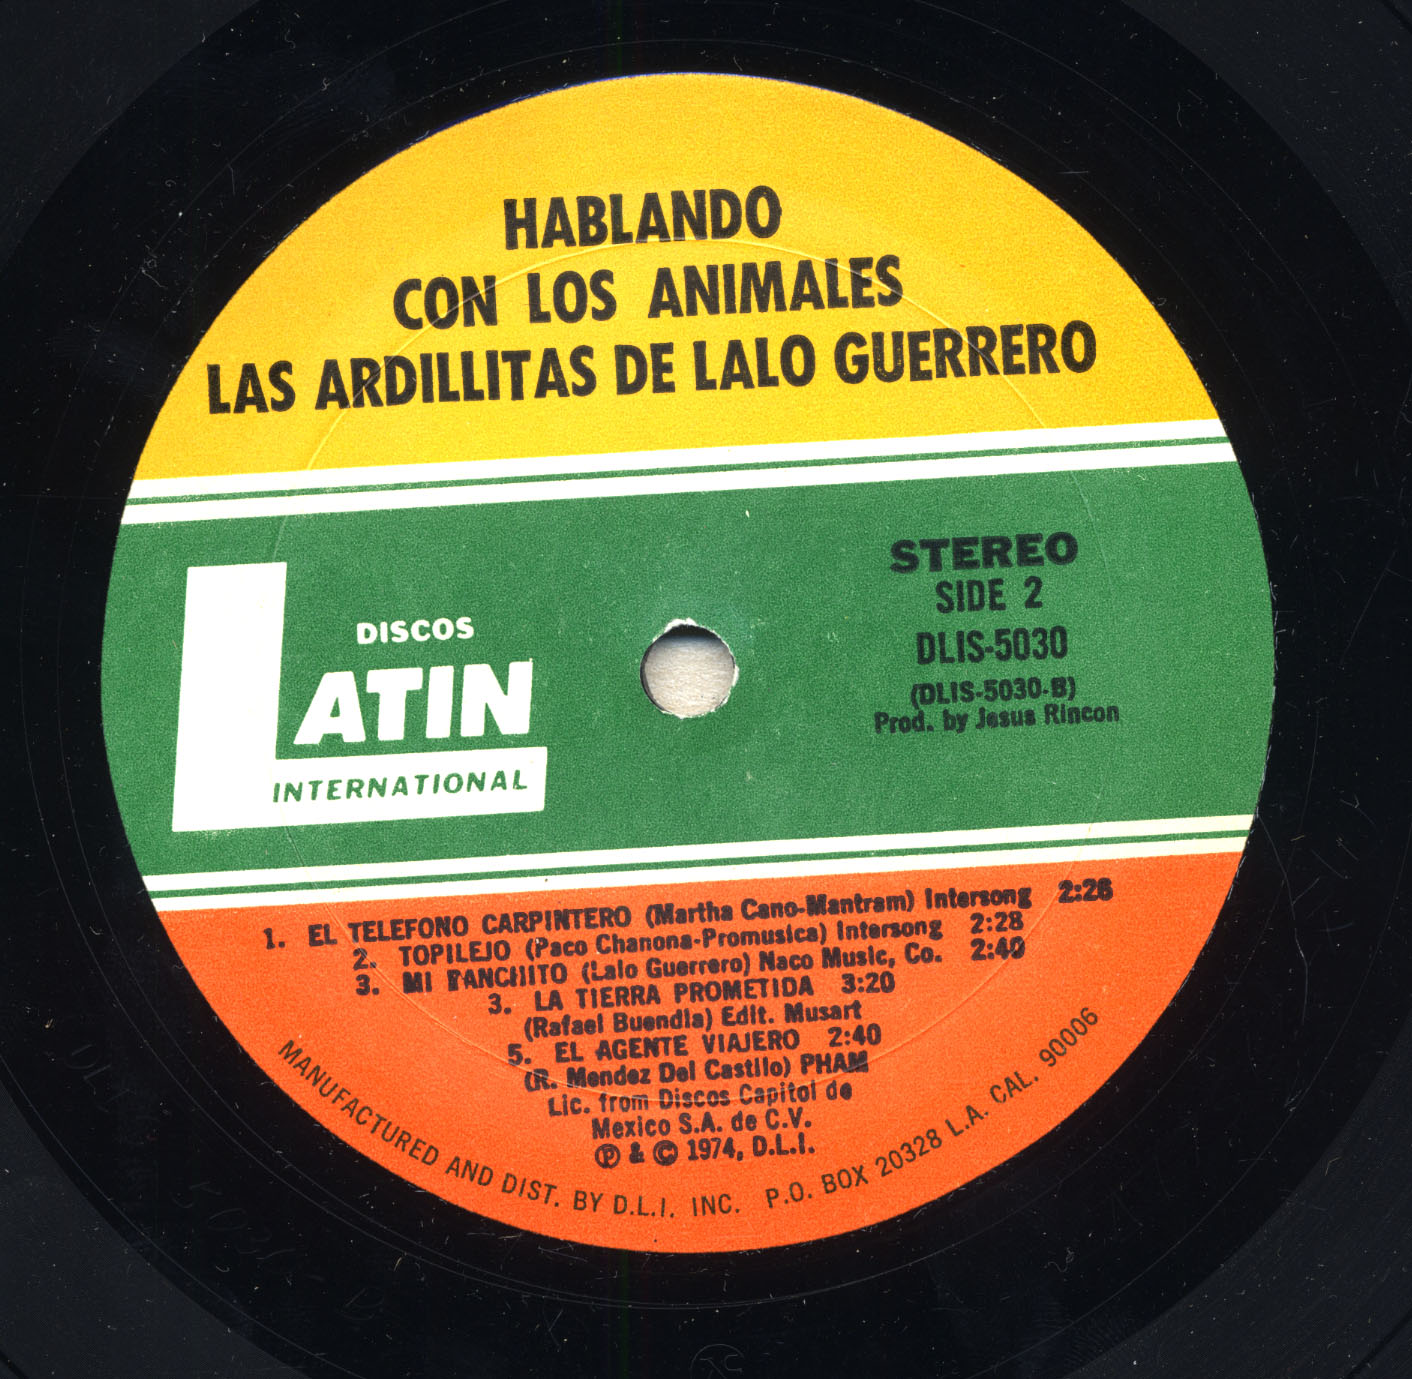 HABLANDO
CON LOS ANIMALES
LAS ARDILLITAS DE LALO GUERRERO
DISCOS
LATIN
INTERNATIONAL
STEREO
SIDE 2
DLIS-5030
(DLIS-5030-B)
Prod. by Jesus Rincon
1. EL TELEFONO CARPINTERO (Martha Cano-Mantram) Intersong 2:26
2. TOPILEJO (Paco Chanona-Promusica) Intersong 2:28
3. MI RANCHITO (Lalo Guerrero) Naco Music, Co. 2:40
3. LA TIERRA PROMETIDA 3:20
(Rafael Buendia) Edit. Musart
5. EL AGENTE VIAJERO 2:40
(R. Mendez Del Castillo) PHAM
Lic. from Discos Capitol de
Mexico S.A. de C.V.
℗ & © 1974, D.L.I.
MANUFACTURED AND DIST. BY D.L.I. INC. P.O. BOX 20328 L.A. CAL. 90006